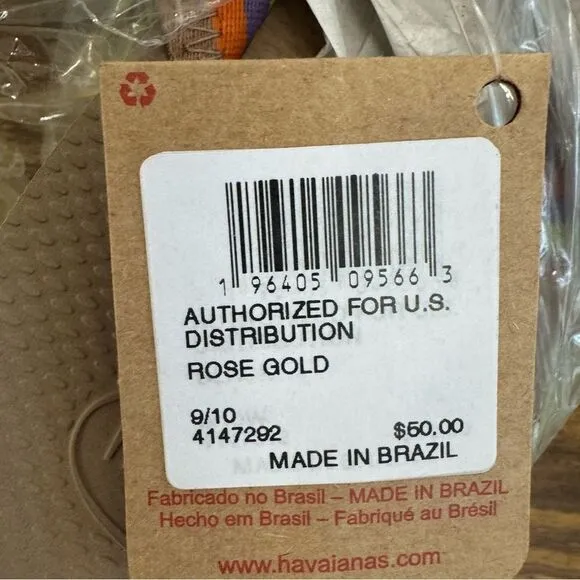 1 96405 09566 3
AUTHORIZED FOR U.S.
DISTRIBUTION
ROSE GOLD
9/10
4147292 $50.00
MADE IN BRAZIL
Fabricado no Brasil – MADE IN BRAZIL
Hecho em Brasil – Fabriqué au Brésil
www.havaianas.com